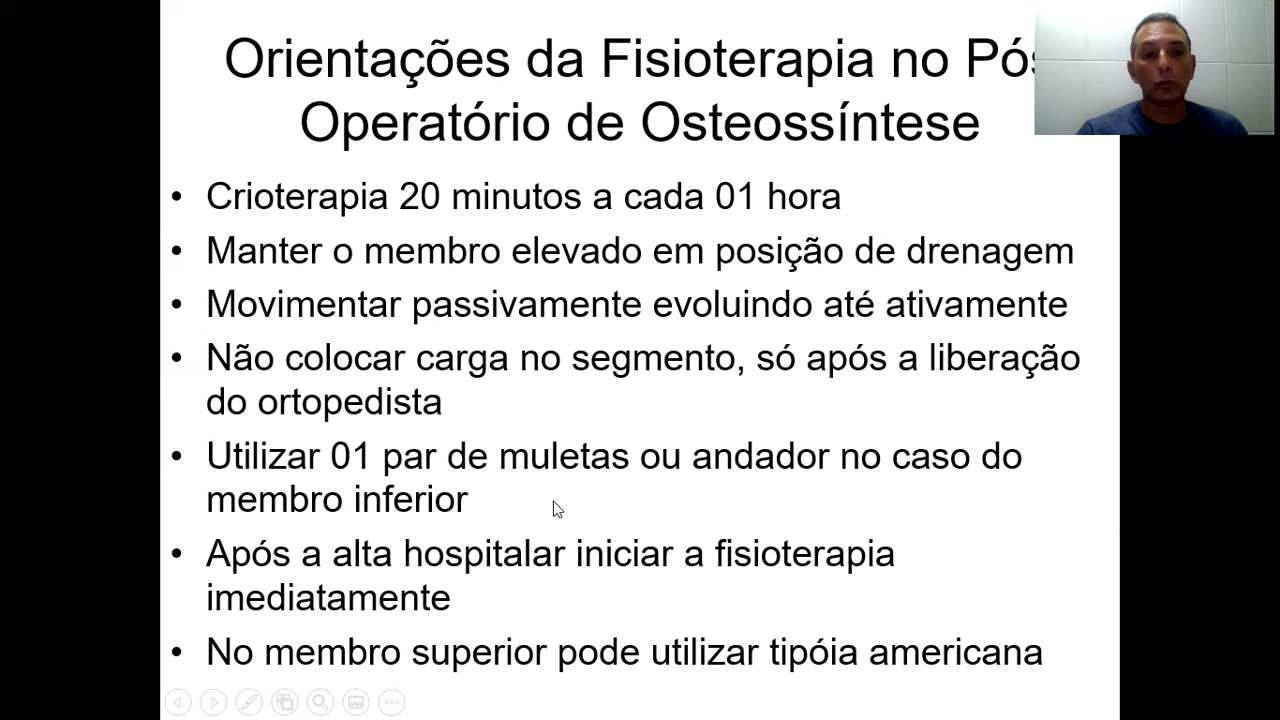 Orientações da Fisioterapia no Pós
Operatório de Osteossíntese
• Crioterapia 20 minutos a cada 01 hora
• Manter o membro elevado em posição de drenagem
• Movimentar passivamente evoluindo até ativamente
• Não colocar carga no segmento, só após a liberação
do ortopedista
• Utilizar 01 par de muletas ou andador no caso do
membro inferior
• Após a alta hospitalar iniciar a fisioterapia
imediatamente
• No membro superior pode utilizar tipóia americana